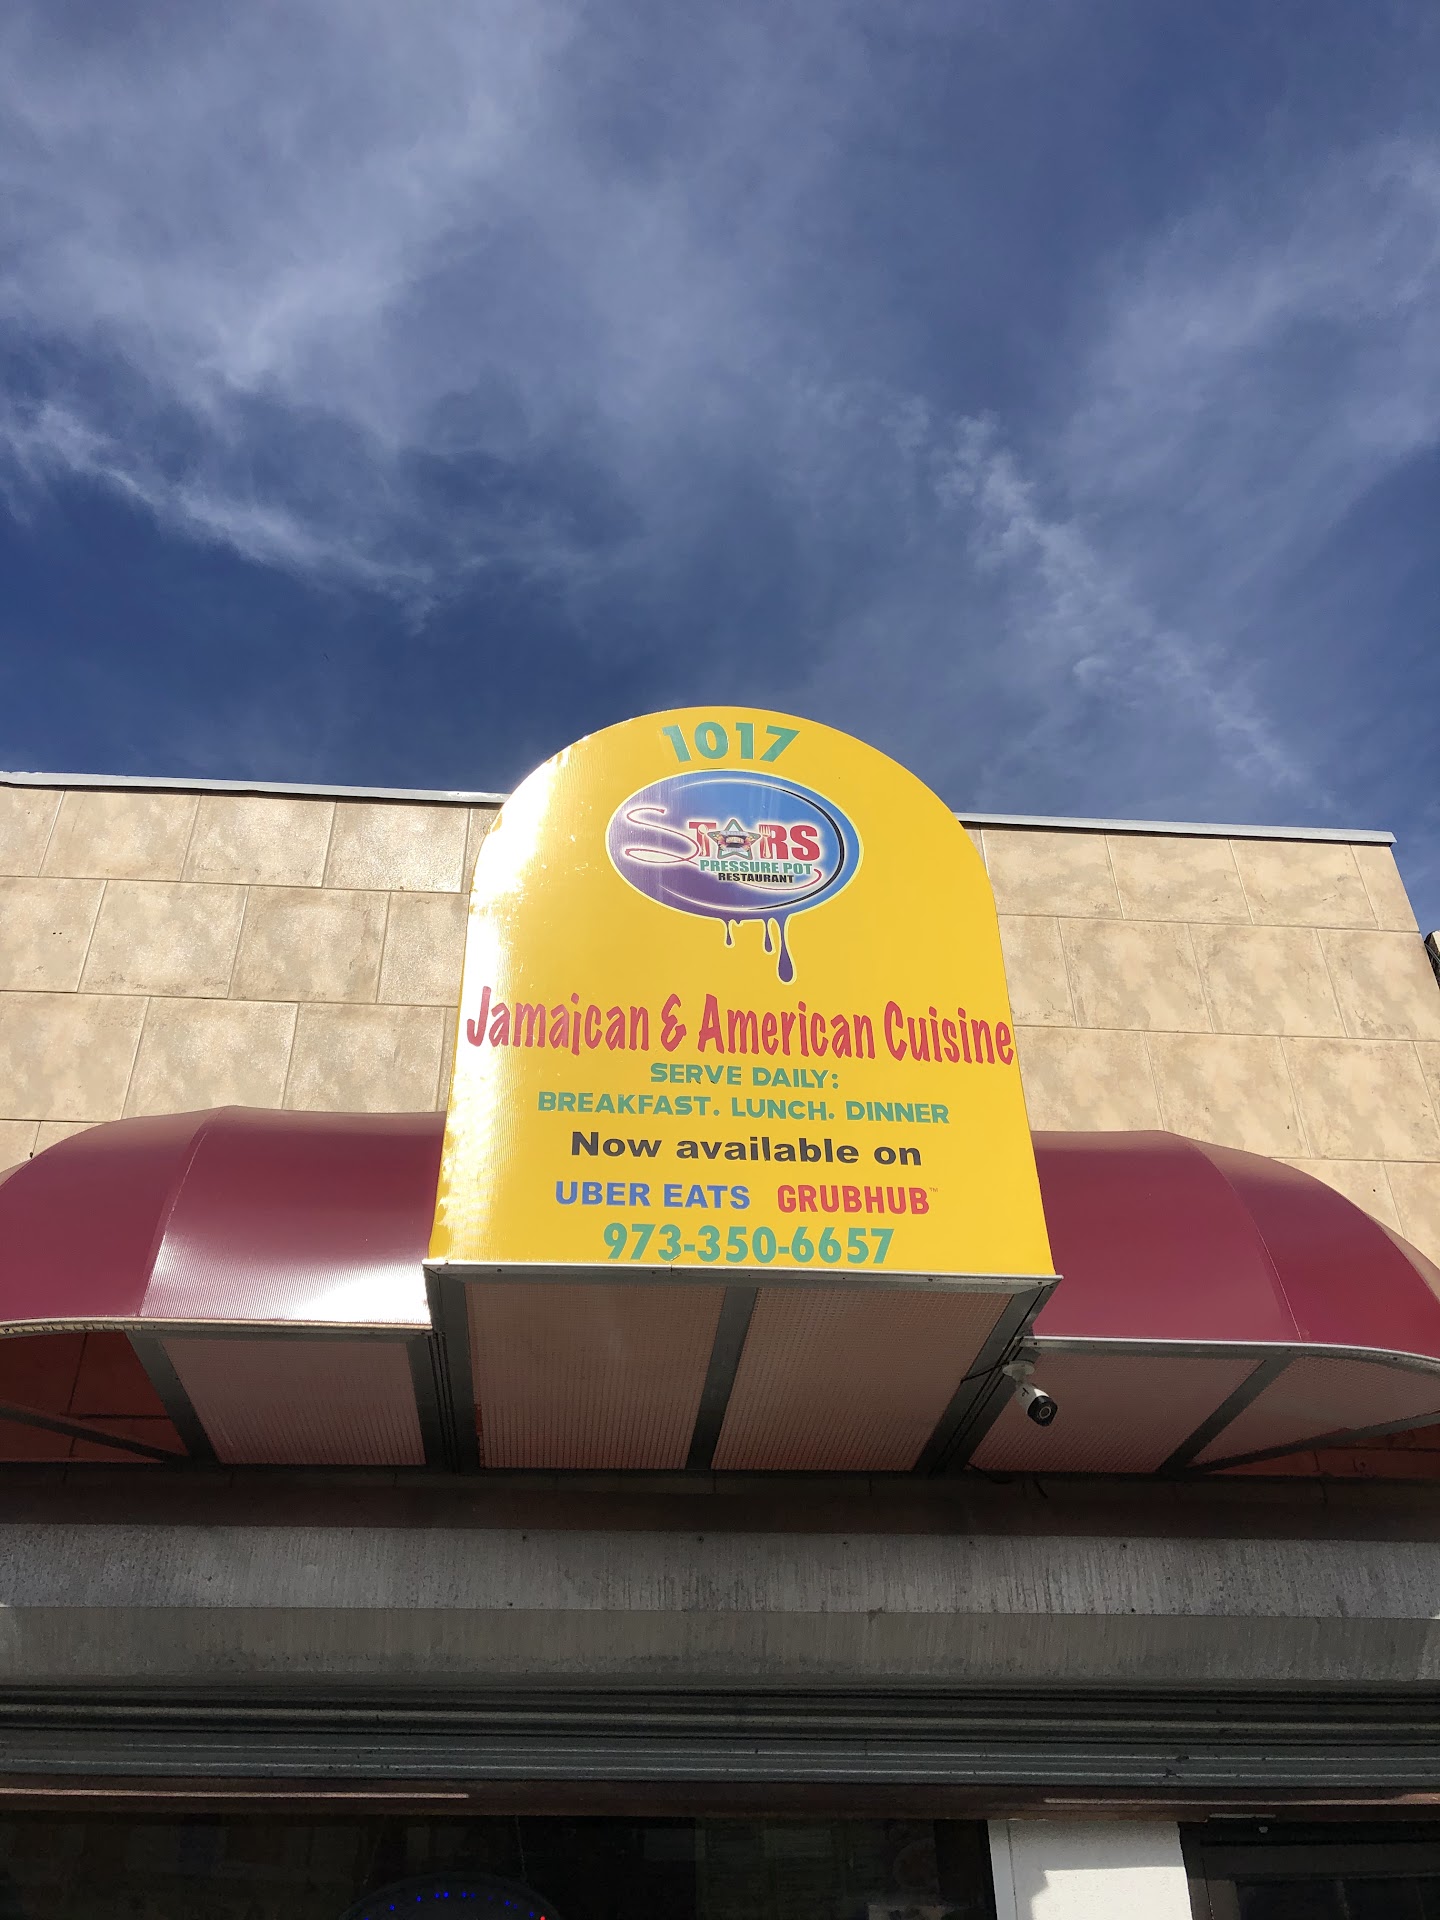 1017
STARS
PRESSURE POT
RESTAURANT
Jamaican & American Cuisine
SERVE DAILY:
BREAKFAST. LUNCH. DINNER
Now available on
UBER EATS GRUBHUB™
973-350-6657